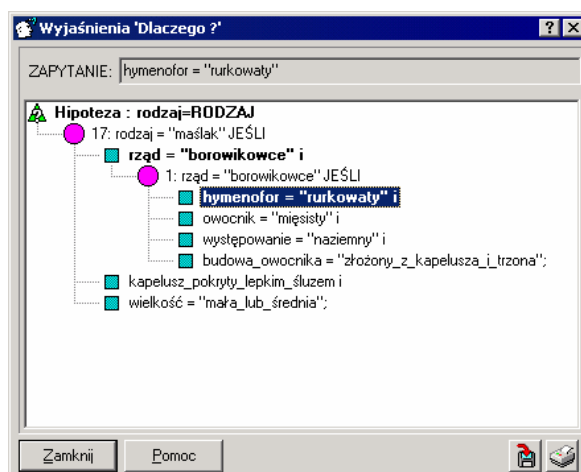 Wyjaśnienia 'Dlaczego ?'
ZAPYTANIE: hymenofor = "rurkowaty"
Hipoteza : rodzaj=RODZAJ
17: rodzaj = "maślak" JEŚLI
rząd = "borowikowce" i
1: rząd = "borowikowce" JEŚLI
hymenofor = "rurkowaty" i
owocnik = "mięsisty" i
występowanie = "naziemny" i
budowa_owocnika = "złożony_z_kapelusza_i_trzona";
kapelusz_pokryty_lepkim_śluzem i
wielkość = "mała_lub_średnia";
Zamknij Pomoc